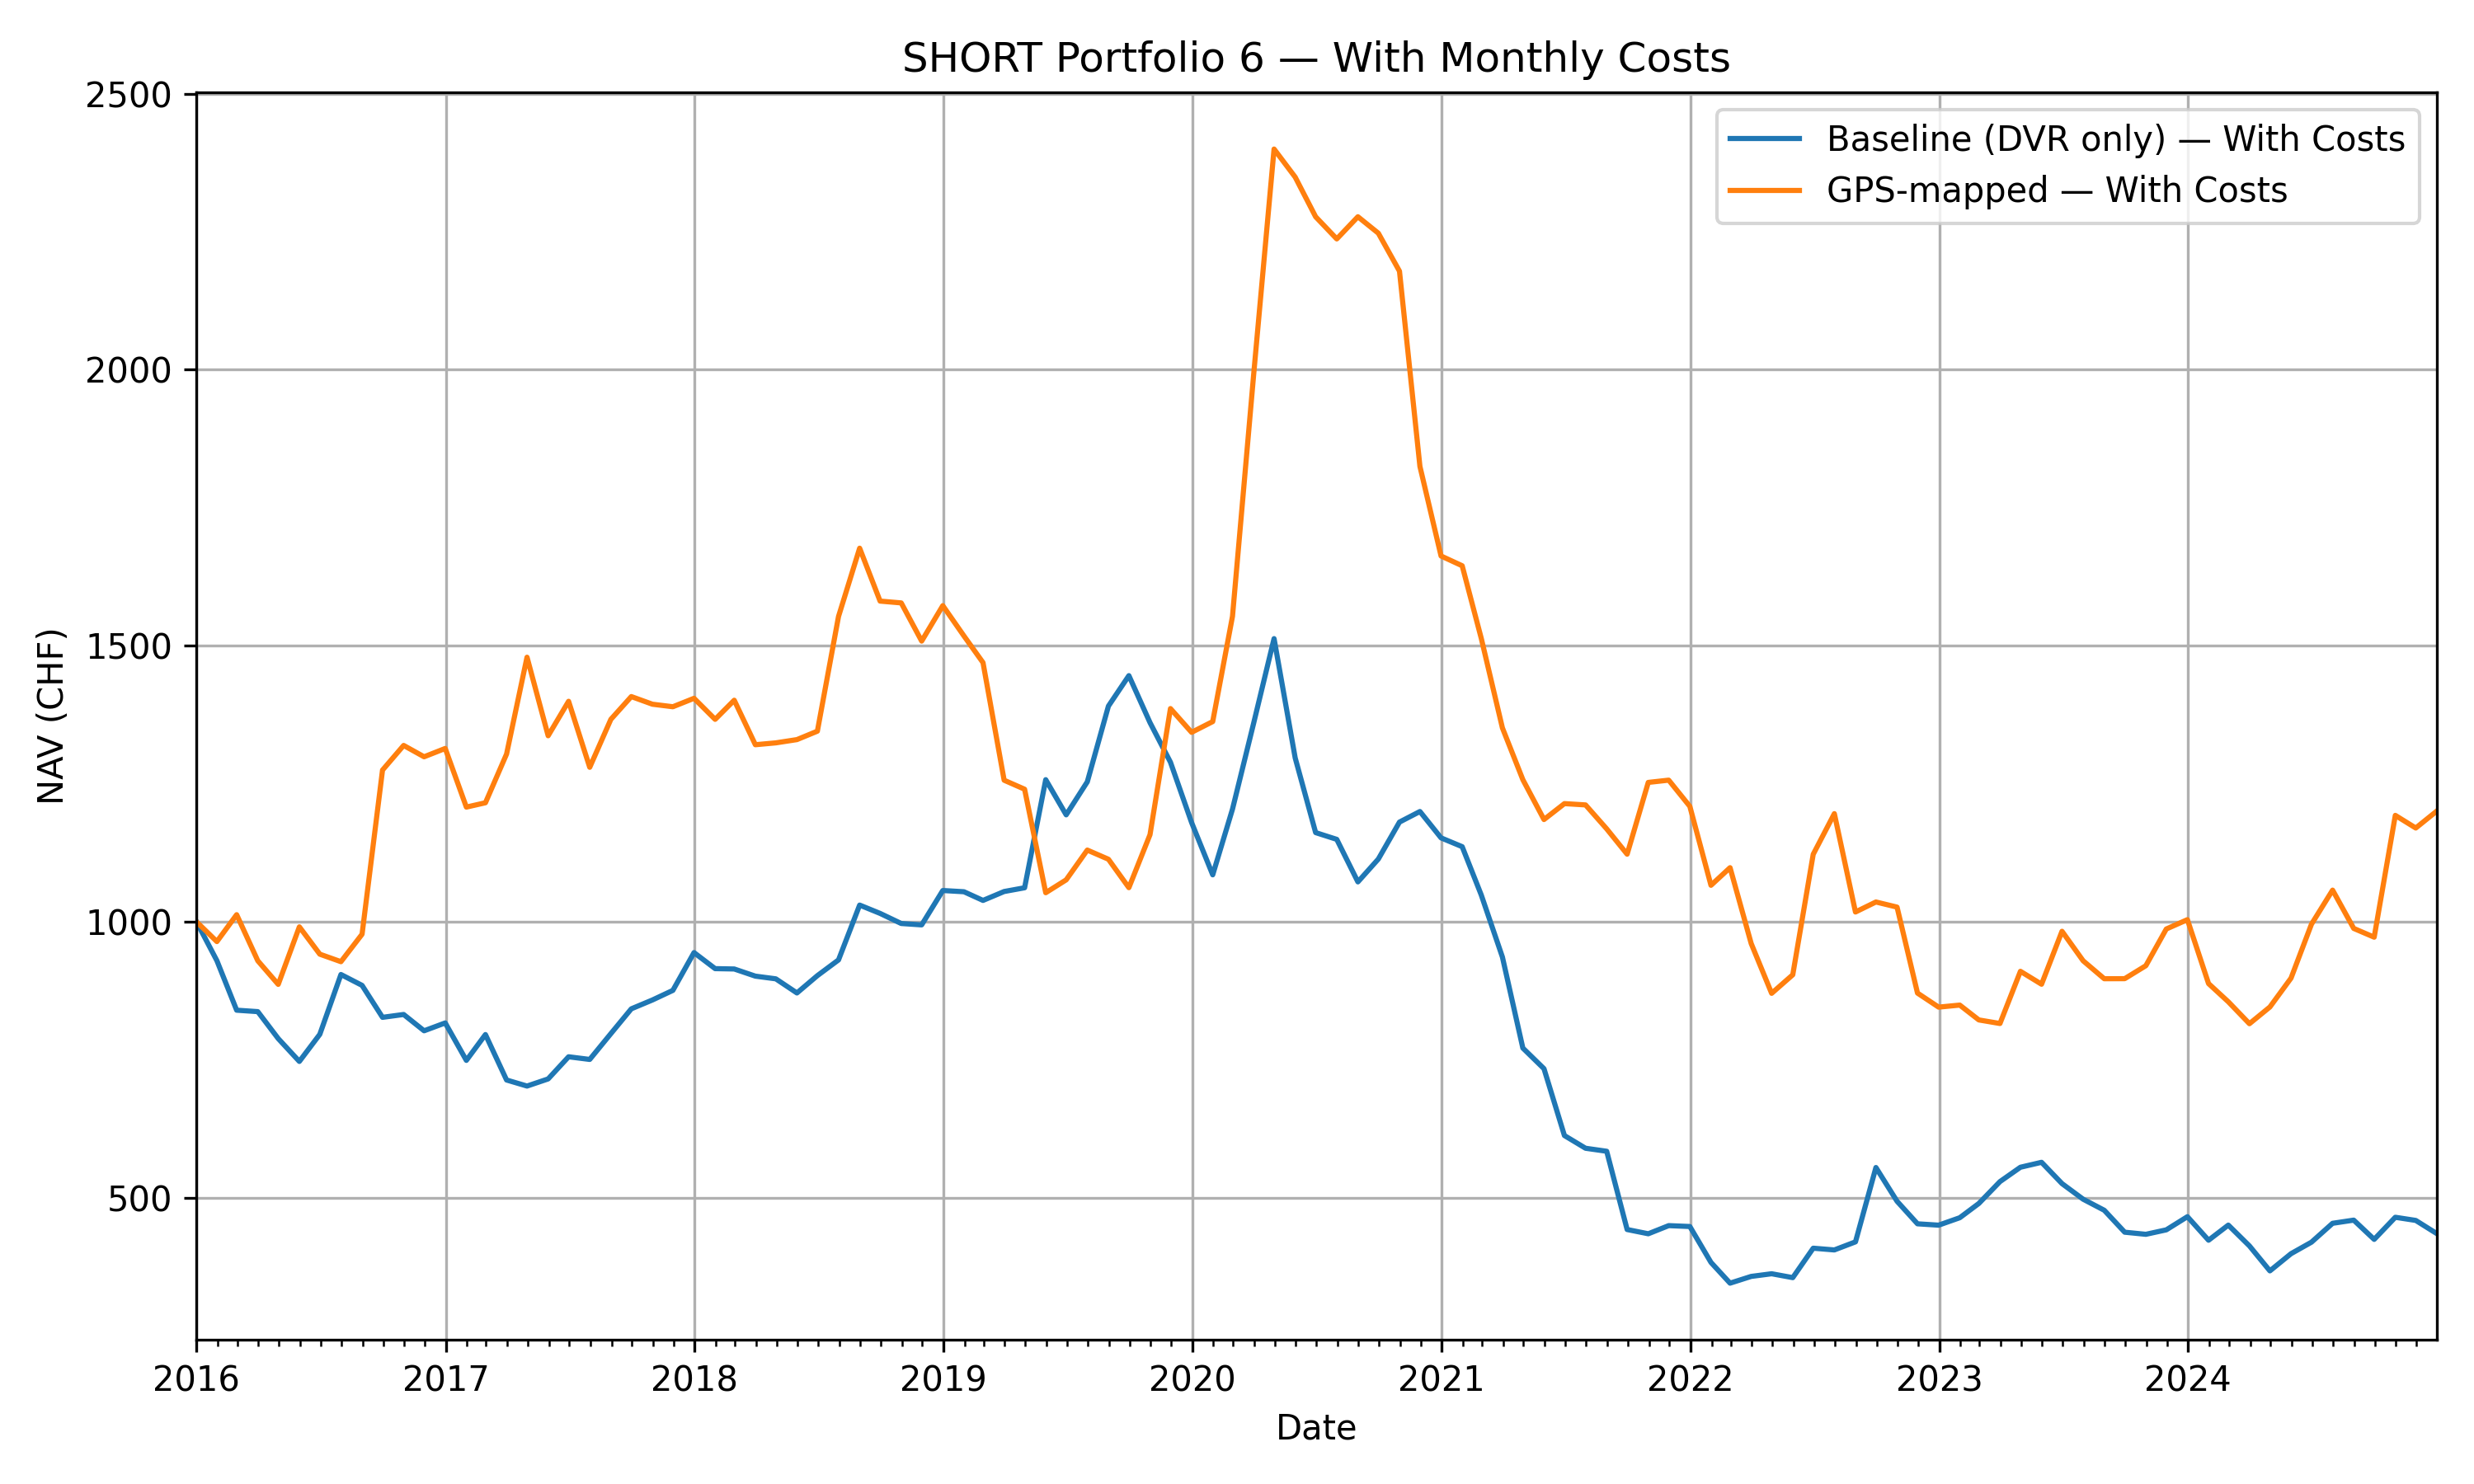 SHORT Portfolio 6 — With Monthly Costs
2500
2000
1500
1000
500
NAV (CHF)
Baseline (DVR only) — With Costs
GPS-mapped — With Costs
2016 2017 2018 2019 2020 2021 2022 2023 2024
Date